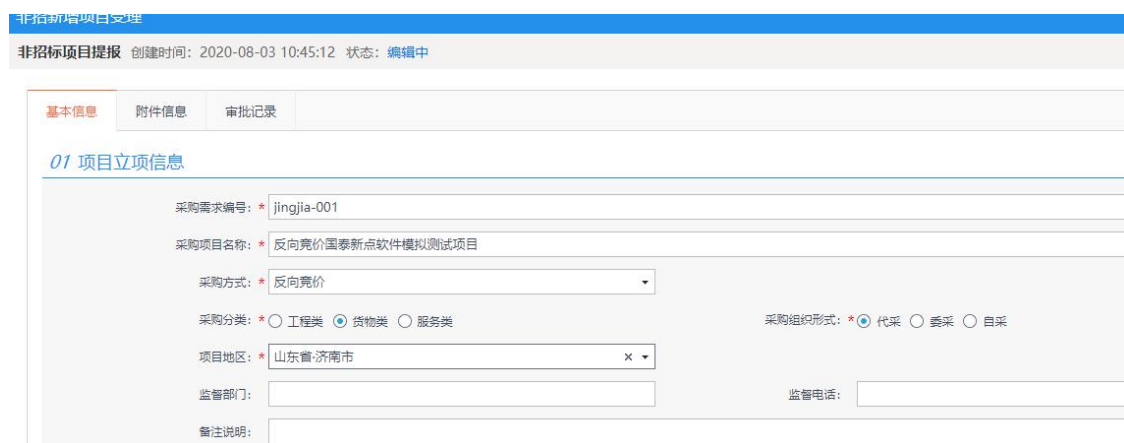 非招新增项目受理
非招标项目提报 创建时间：2020-08-03 10:45:12 状态：编辑中
基本信息 附件信息 审批记录
01 项目立项信息
采购需求编号：* jingjia-001
采购项目名称：* 反向竞价国泰新点软件模拟测试项目
采购方式：* 反向竞价
采购分类：* 工程类 货物类 服务类 采购组织形式：* 代采 委采 自采
项目地区：* 山东省·济南市
监督部门： 监督电话：
备注说明：